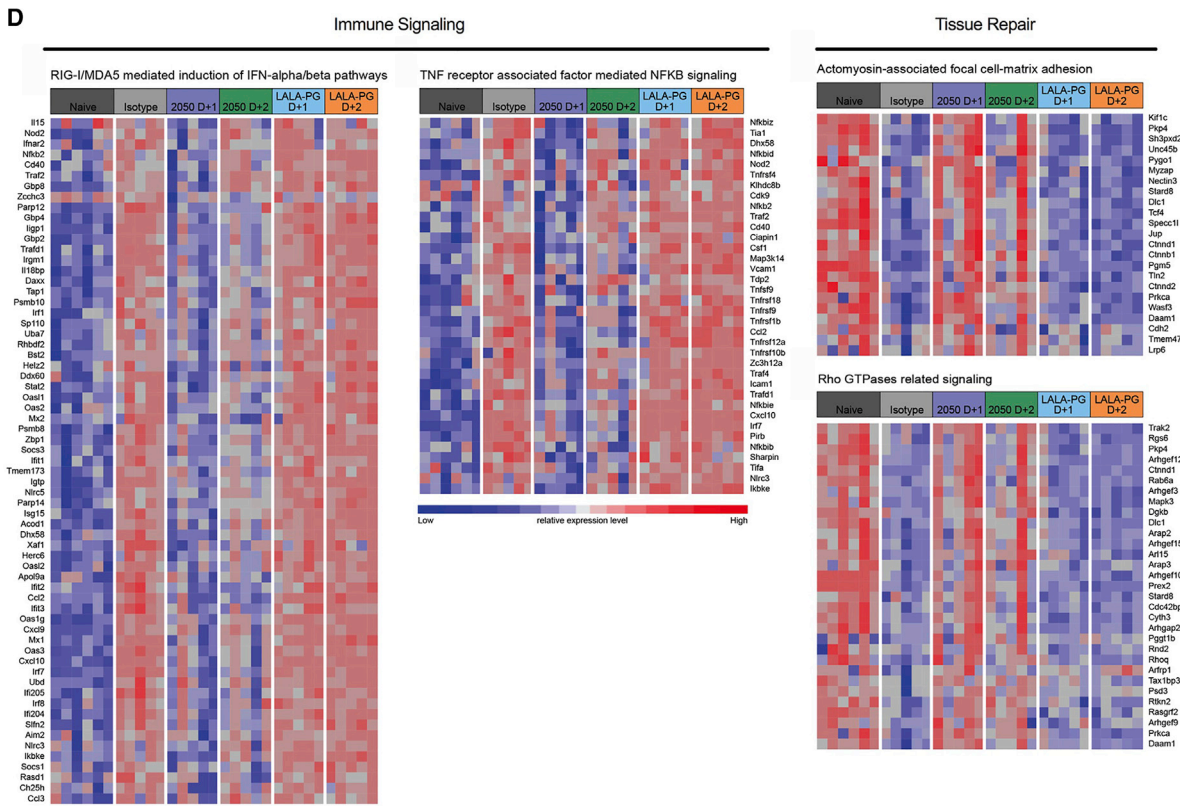 D
Immune Signaling
Tissue Repair
RIG-I/MDA5 mediated induction of IFN-alpha/beta pathways
Naive
Isotype
2050 D+1
2050 D+2
LALA-PG
D+1
LALA-PG
D+2
Il15
Nod2
Ifnar2
Nfkb2
Cd40
Traf2
Gbp8
Zcchc3
Parp12
Gbp4
Iigp1
Gbp2
Trafd1
Irgm1
Il18bp
Daxx
Tap1
Psmb10
Irf1
Sp110
Uba7
Rhbdf2
Bst2
Helz2
Ddx60
Stat2
Oasl1
Oas2
Mx2
Psmb8
Zbp1
Socs3
Ifit1
Tmem173
Igtp
Nlrc5
Parp14
Isg15
Acod1
Dhx58
Xaf1
Herc6
Oasl2
Apol9a
Ifit2
Ccl2
Ifit3
Oas1g
Cxcl9
Mx1
Oas3
Cxcl10
Irf7
Ubd
Ifi205
Irf8
Ifi204
Slfn2
Aim2
Nlrc3
Ikbke
Socs1
Rasd1
Ch25h
Ccl3
TNF receptor associated factor mediated NFKB signaling
Naive
Isotype
2050 D+1
2050 D+2
LALA-PG
D+1
LALA-PG
D+2
Nfkbiz
Tia1
Dhx58
Nfkbid
Nod2
Tnfrsf4
Klhdc8b
Cdk9
Nfkb2
Traf2
Cd40
Ciapin1
Csf1
Map3k14
Vcam1
Tdp2
Tnfsf9
Tnfrsf18
Tnfrsf9
Tnfrsf1b
Ccl2
Tnfrsf12a
Tnfrsf10b
Zc3h12a
Traf4
Icam1
Trafd1
Nfkbie
Cxcl10
Irf7
Pirb
Nfkbib
Sharpin
Tifa
Nlrc3
Ikbke
Low
relative expression level
High
Actomyosin-associated focal cell-matrix adhesion
Naive
Isotype
2050 D+1
2050 D+2
LALA-PG
D+1
LALA-PG
D+2
Kif1c
Pkp4
Sh3pxd2
Unc45b
Pygo1
Myzap
Nectin3
Stard8
Dlc1
Tcf4
Specc1l
Jup
Ctnnd1
Ctnnb1
Pgm5
Tln2
Ctnnd2
Prkca
Wasf3
Daam1
Cdh2
Tmem47
Lrp6
Rho GTPases related signaling
Naive
Isotype
2050 D+1
2050 D+2
LALA-PG
D+1
LALA-PG
D+2
Trak2
Rgs6
Pkp4
Arhgef12
Ctnnd1
Rab6a
Arhgef3
Mapk3
Dgkb
Dlc1
Arap2
Arhgef15
Arl15
Arap3
Arhgef10
Prex2
Stard8
Cdc42bp
Cyth3
Arhgap2
Pggt1b
Rnd2
Rhoq
Arfrp1
Tax1bp3
Psd3
Rtkn2
Rasgrf2
Arhgef9
Prkca
Daam1